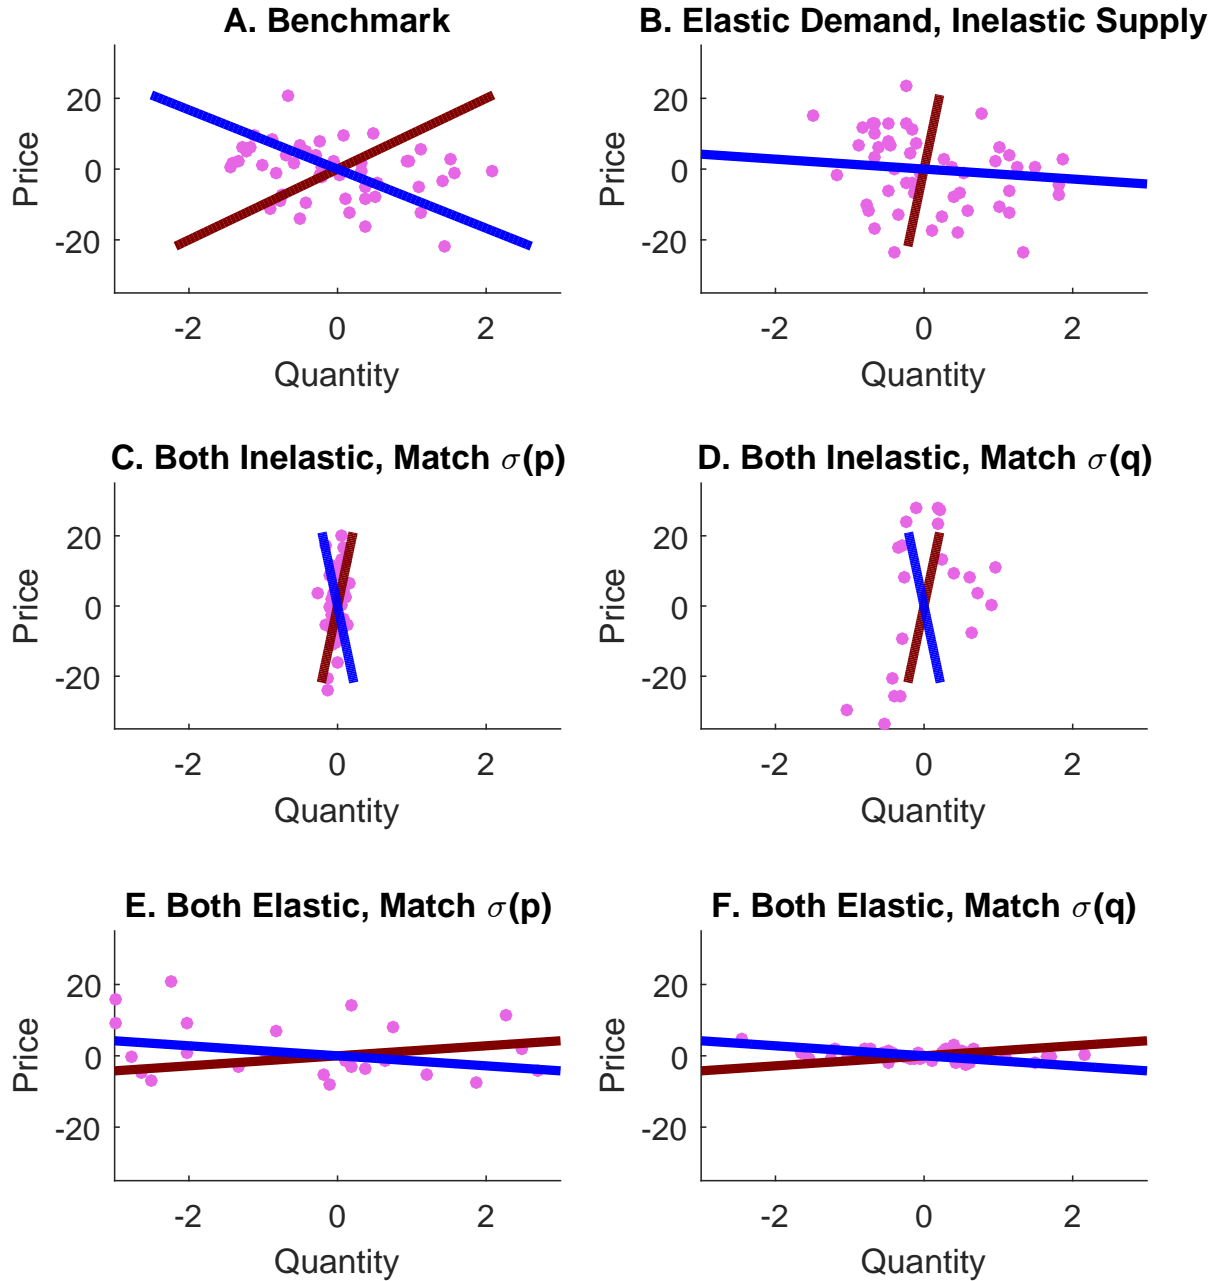 A. Benchmark
20
0
-20
Price
-2 0 2
Quantity
B. Elastic Demand, Inelastic Supply
20
0
-20
Price
-2 0 2
Quantity
C. Both Inelastic, Match σ(p)
20
0
-20
Price
-2 0 2
Quantity
D. Both Inelastic, Match σ(q)
20
0
-20
Price
-2 0 2
Quantity
E. Both Elastic, Match σ(p)
20
0
-20
Price
-2 0 2
Quantity
F. Both Elastic, Match σ(q)
20
0
-20
Price
-2 0 2
Quantity